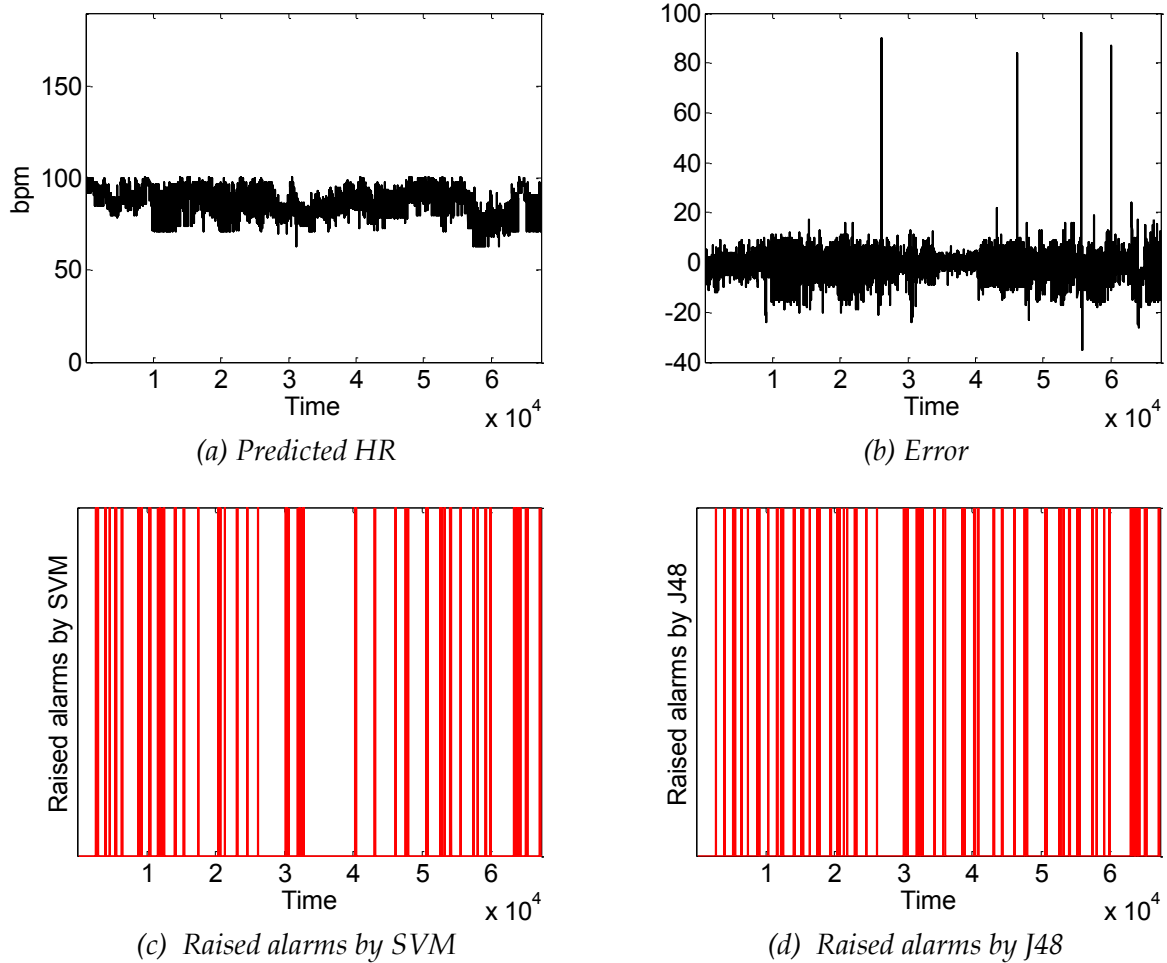 150
100
50
0
bpm
1 2 3 4 5 6
Time
x 10^4
(a) Predicted HR
100
80
60
40
20
0
-20
-40
1 2 3 4 5 6
Time
x 10^4
(b) Error
Raised alarms by SVM
1 2 3 4 5 6
Time
x 10^4
(c) Raised alarms by SVM
Raised alarms by J48
1 2 3 4 5 6
Time
x 10^4
(d) Raised alarms by J48